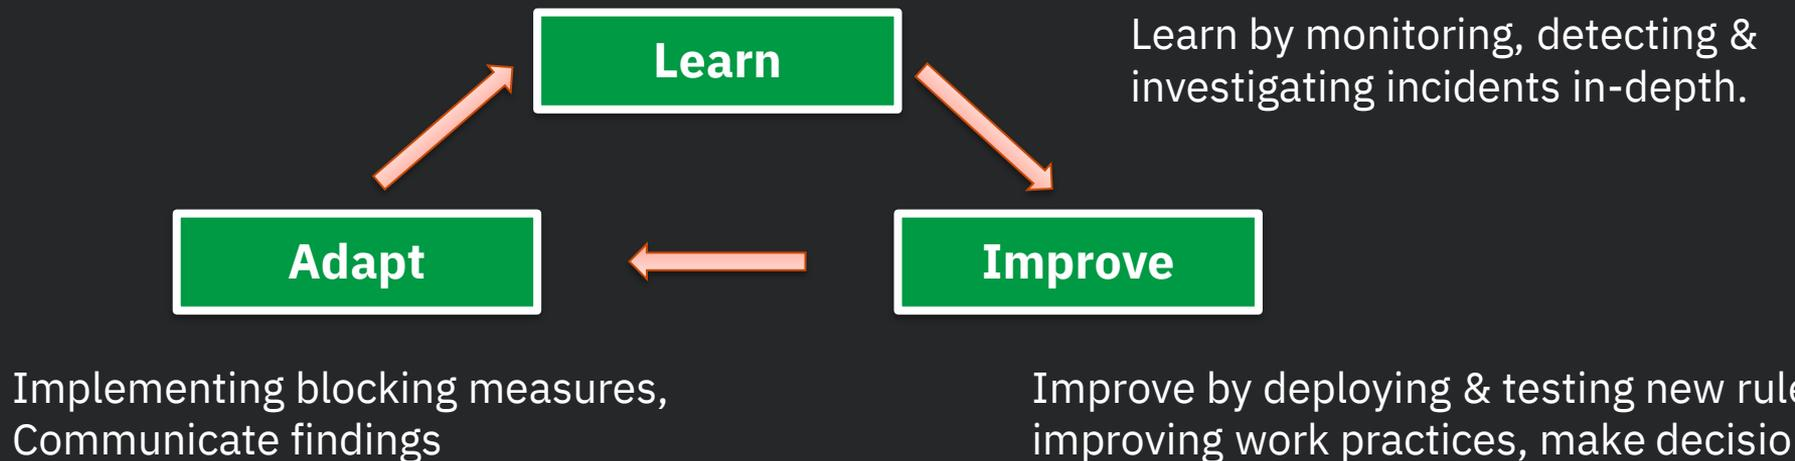 Learn
Learn by monitoring, detecting &
investigating incidents in-depth.
Adapt
Improve
Implementing blocking measures,
Communicate findings
Improve by deploying & testing new
improving work practices, make